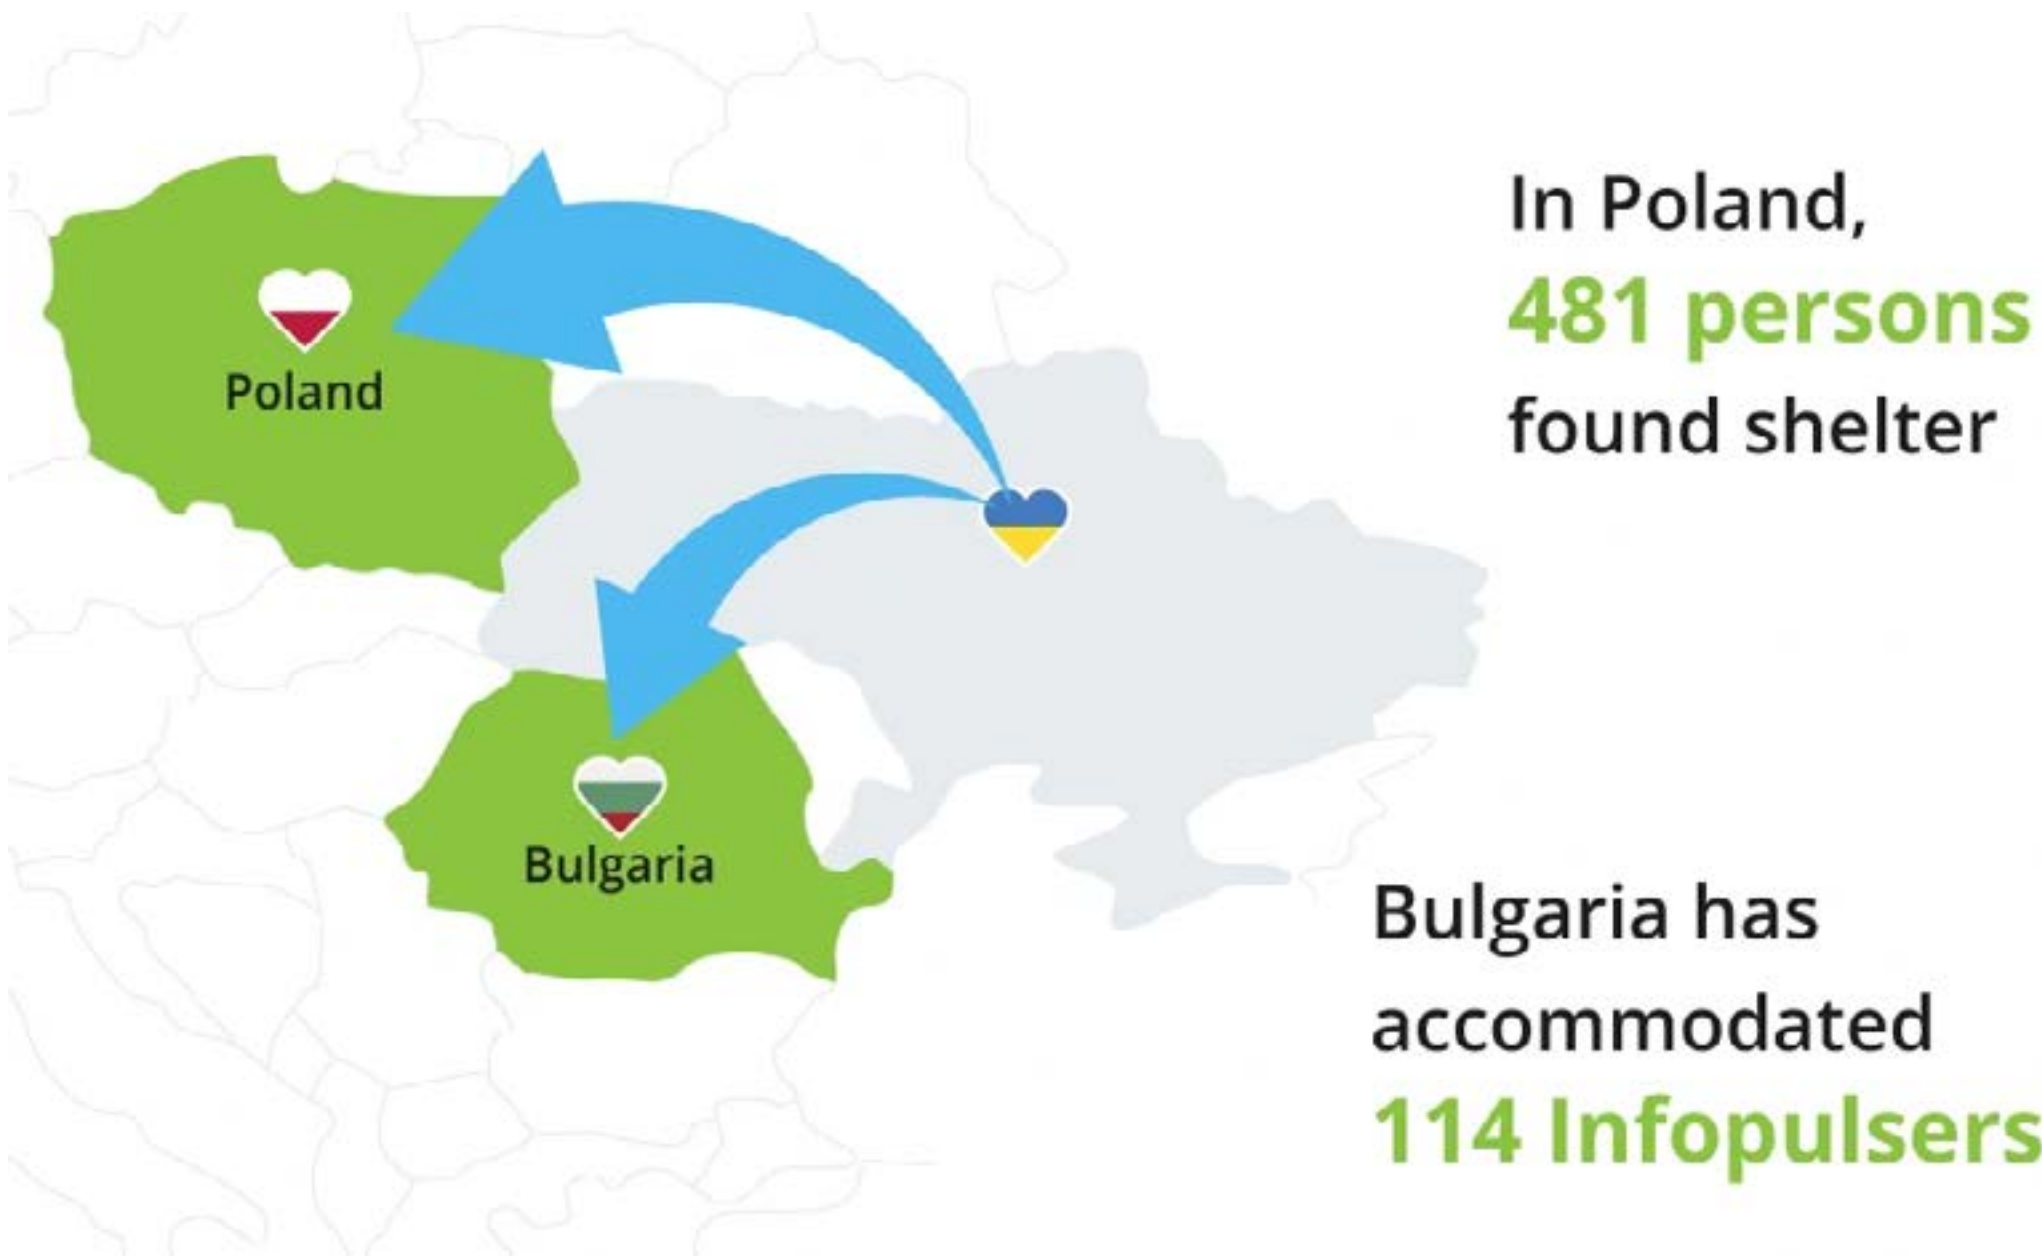 Poland
Bulgaria
In Poland,
481 persons
found shelter
Bulgaria has
accommodated
114 Infopulsers